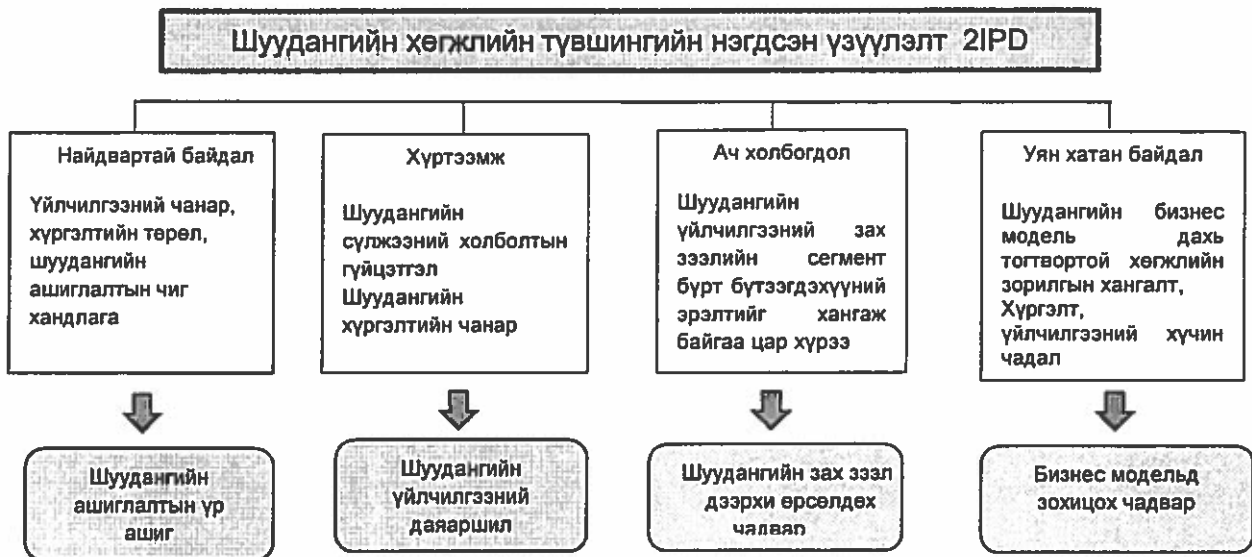 Шуудангийн хөгжлийн түвшингийн нэгдсэн үзүүлэлт 2IPD
Найдвартай байдал
Үйлчилгээний чанар,
хүргэлтийн төрөл,
шуудангийн
ашиглалтын чиг
хандлага
Хүртээмж
Шуудангийн
сүлжээний холболтын
гүйцэтгэл
Шуудангийн
хүргэлтийн чанар
Ач холбогдол
Шуудангийн
үйлчилгээний зах
зээлийн сегмент
бүрт бүтээгдэхүүний
эрэлтийг хангаж
байгаа цар хүрээ
Уян хатан байдал
Шуудангийн бизнес
модель дахь
тогтвортой хөгжлийн
зорилгын хангалт,
Хүргэлт,
үйлчилгээний хүчин
чадал
Шуудангийн
ашиглалтын үр
ашиг
Шуудангийн
үйлчилгээний
даяаршил
Шуудангийн зах зээл
дээрхи өрсөлдөх
чадвар
Бизнес модельд
зохицох чадвар